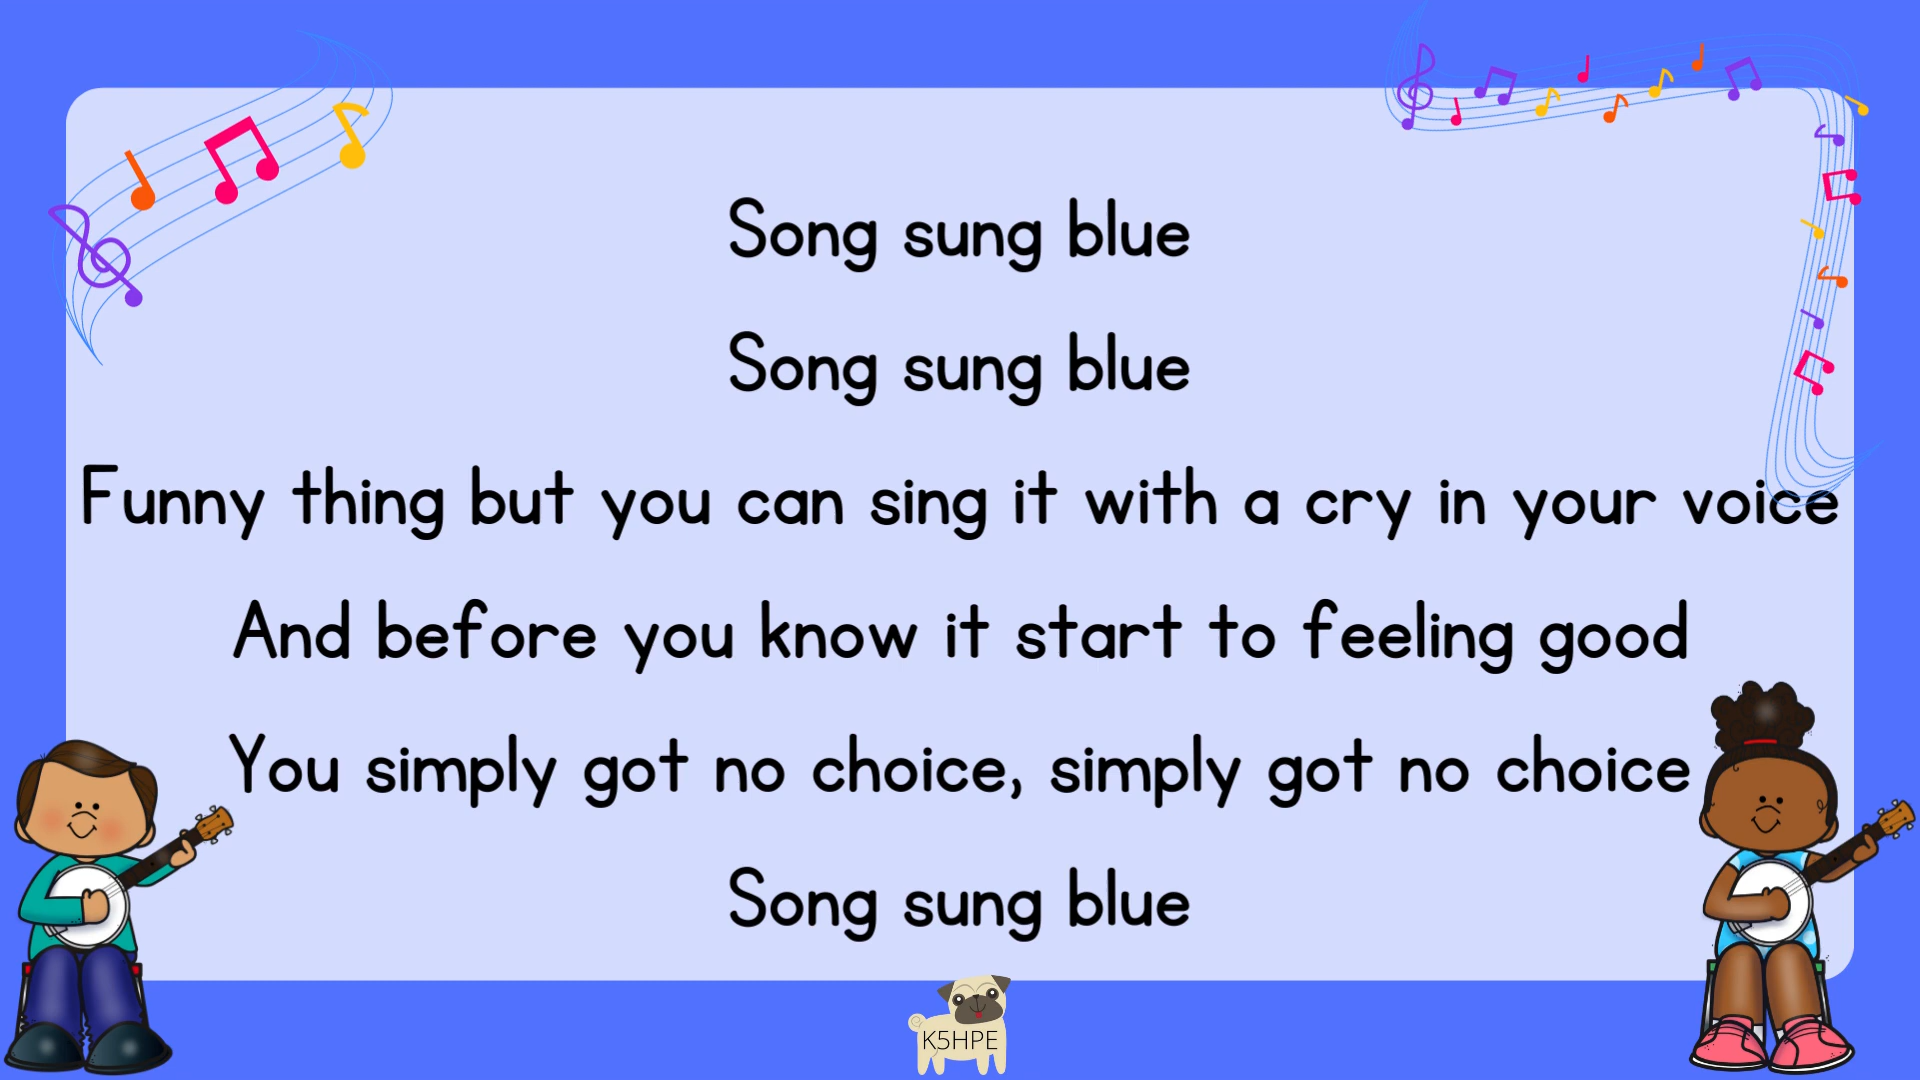 Song sung blue
Song sung blue
Funny thing but you can sing it with a cry in your voice
And before you know it start to feeling good
You simply got no choice, simply got no choice
Song sung blue
K5HPE